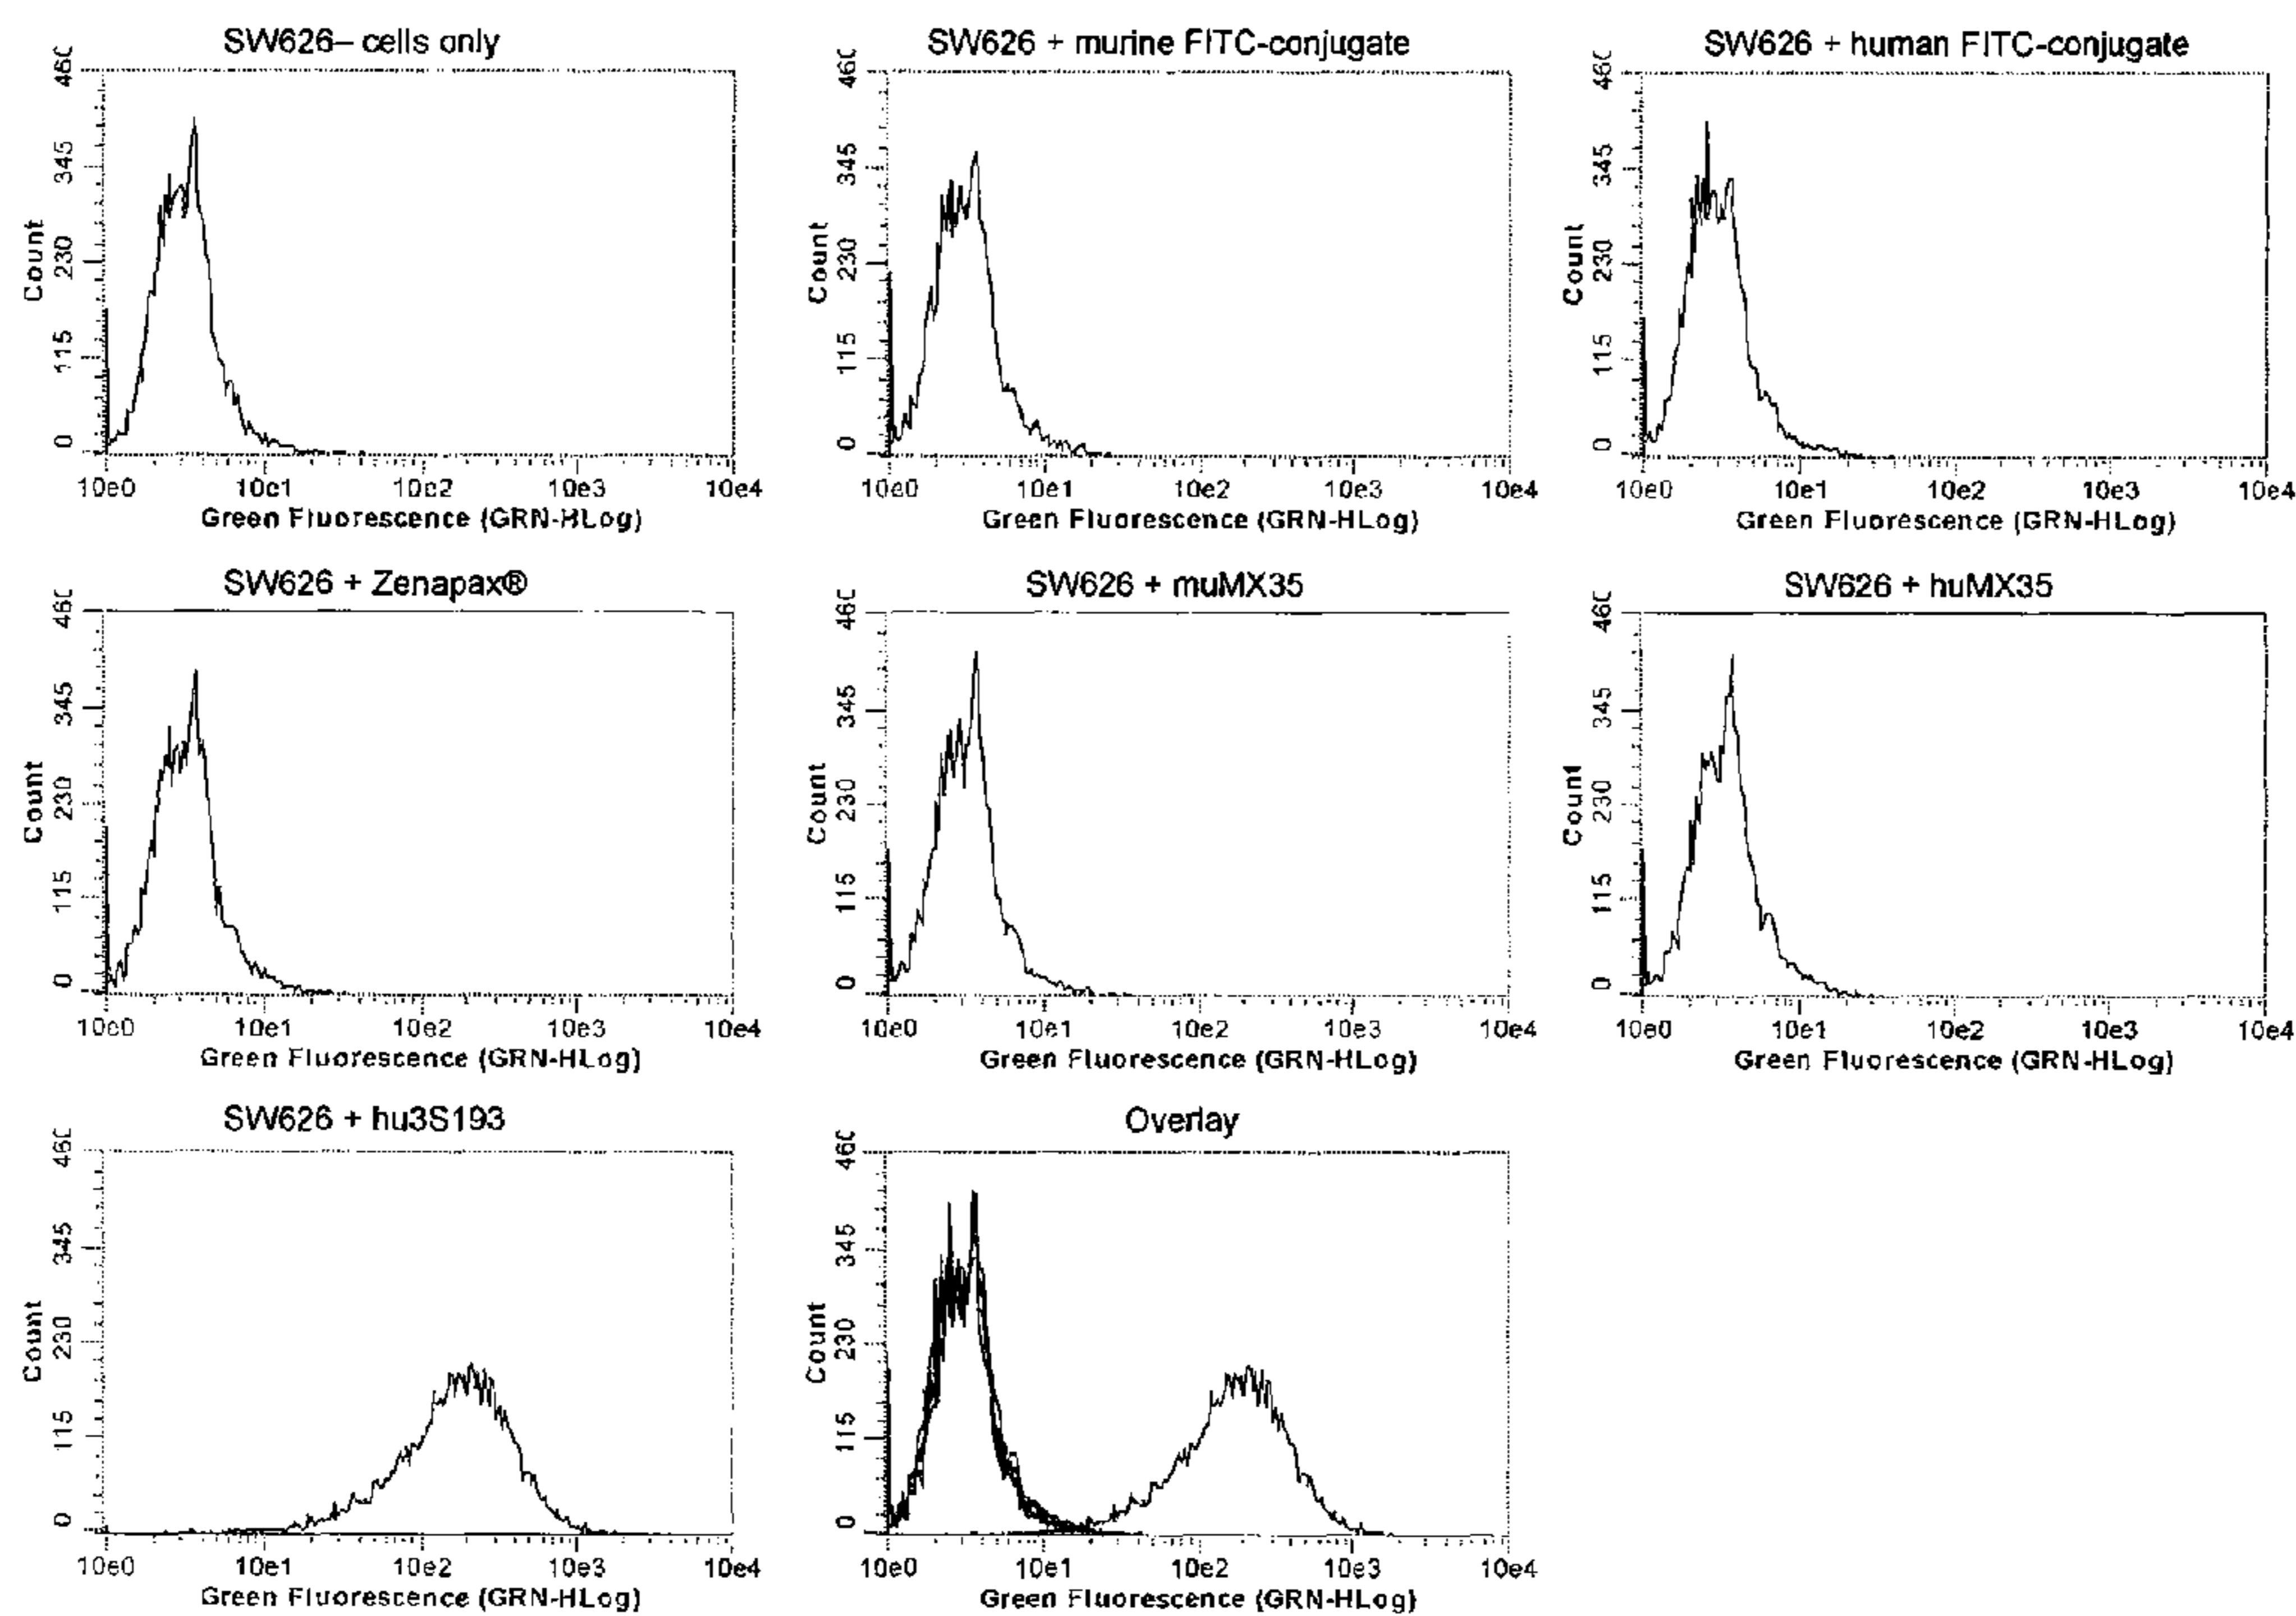 SW626– cells only
460
345
230
115
0
Count
10e0 10e1 10e2 10e3 10e4
Green Fluorescence (GRN-HLog)
SW626 + murine FITC-conjugate
460
345
230
115
0
Count
10e0 10e1 10e2 10e3 10e4
Green Fluorescence (GRN-HLog)
SW626 + human FITC-conjugate
460
345
230
115
0
Count
10e0 10e1 10e2 10e3 10e4
Green Fluorescence (GRN-HLog)
SW626 + Zenapax®
460
345
230
115
0
Count
10e0 10e1 10e2 10e3 10e4
Green Fluorescence (GRN-HLog)
SW626 + muMX35
460
345
230
115
0
Count
10e0 10e1 10e2 10e3 10e4
Green Fluorescence (GRN-HLog)
SW626 + huMX35
460
345
230
115
0
Count
10e0 10e1 10e2 10e3 10e4
Green Fluorescence (GRN-HLog)
SW626 + hu3S193
460
345
230
115
0
Count
10e0 10e1 10e2 10e3 10e4
Green Fluorescence (GRN-HLog)
Overlay
460
345
230
115
0
Count
10e0 10e1 10e2 10e3 10e4
Green Fluorescence (GRN-HLog)